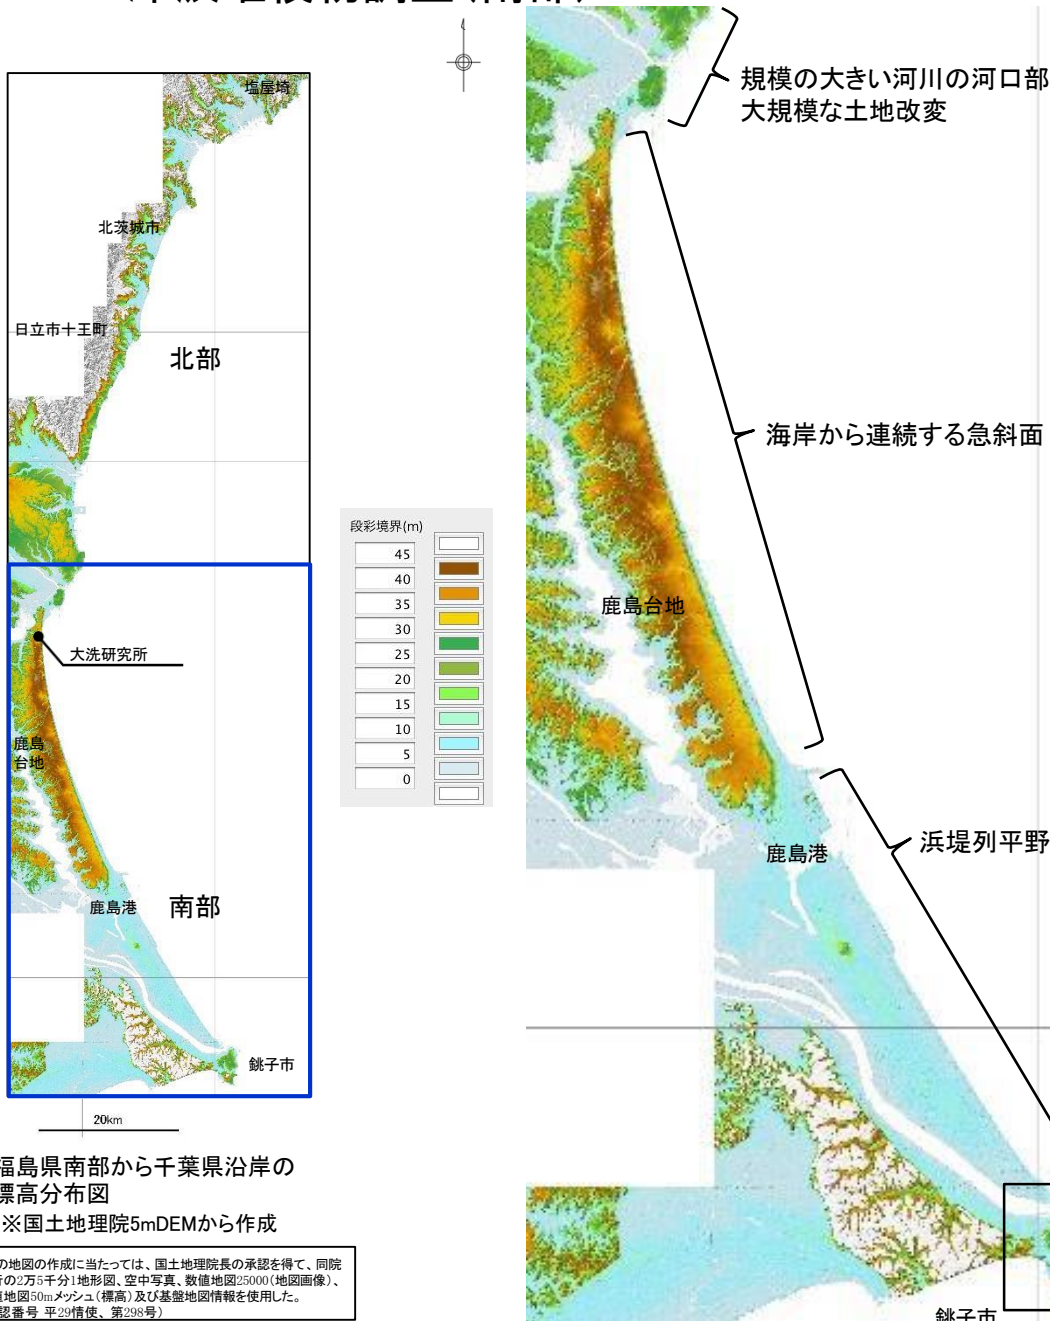 塩屋埼
北茨城市
日立市十王町
北部
大洗研究所
鹿島
台地
鹿島港
南部
銚子市
20km
段彩境界(m)
45
40
35
30
25
20
15
10
5
0
福島県南部から千葉県沿岸の
標高分布図
※国土地理院5mDEMから作成
の地図の作成に当たっては、国土地理院長の承認を得て、同院
行の2万5千分1地形図、空中写真、数値地図25000(地図画像)、
値地図50mメッシュ(標高)及び基盤地図情報を使用した。
認番号 平29情使、第298号)
規模の大きい河川の河口部
大規模な土地改変
海岸から連続する急斜面
鹿島台地
鹿島港
浜堤列平野
銚子市